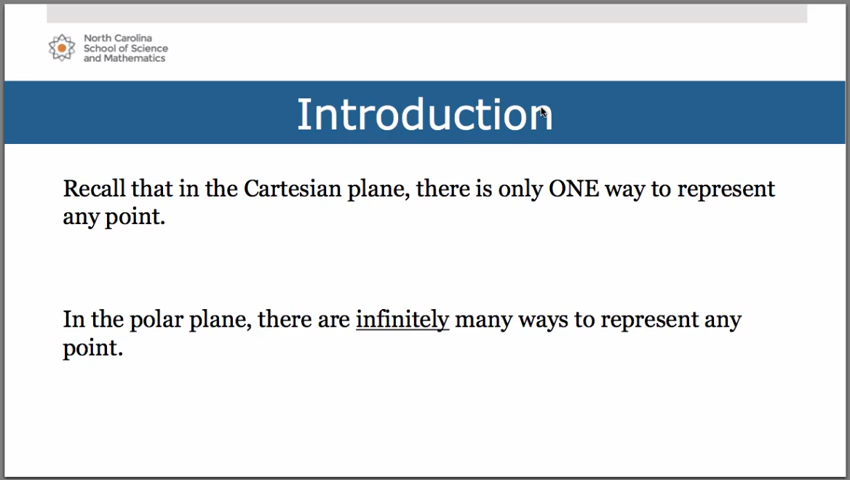 North Carolina
School of Science
and Mathematics
Introduction
Recall that in the Cartesian plane, there is only ONE way to represent
any point.
In the polar plane, there are infinitely many ways to represent any
point.